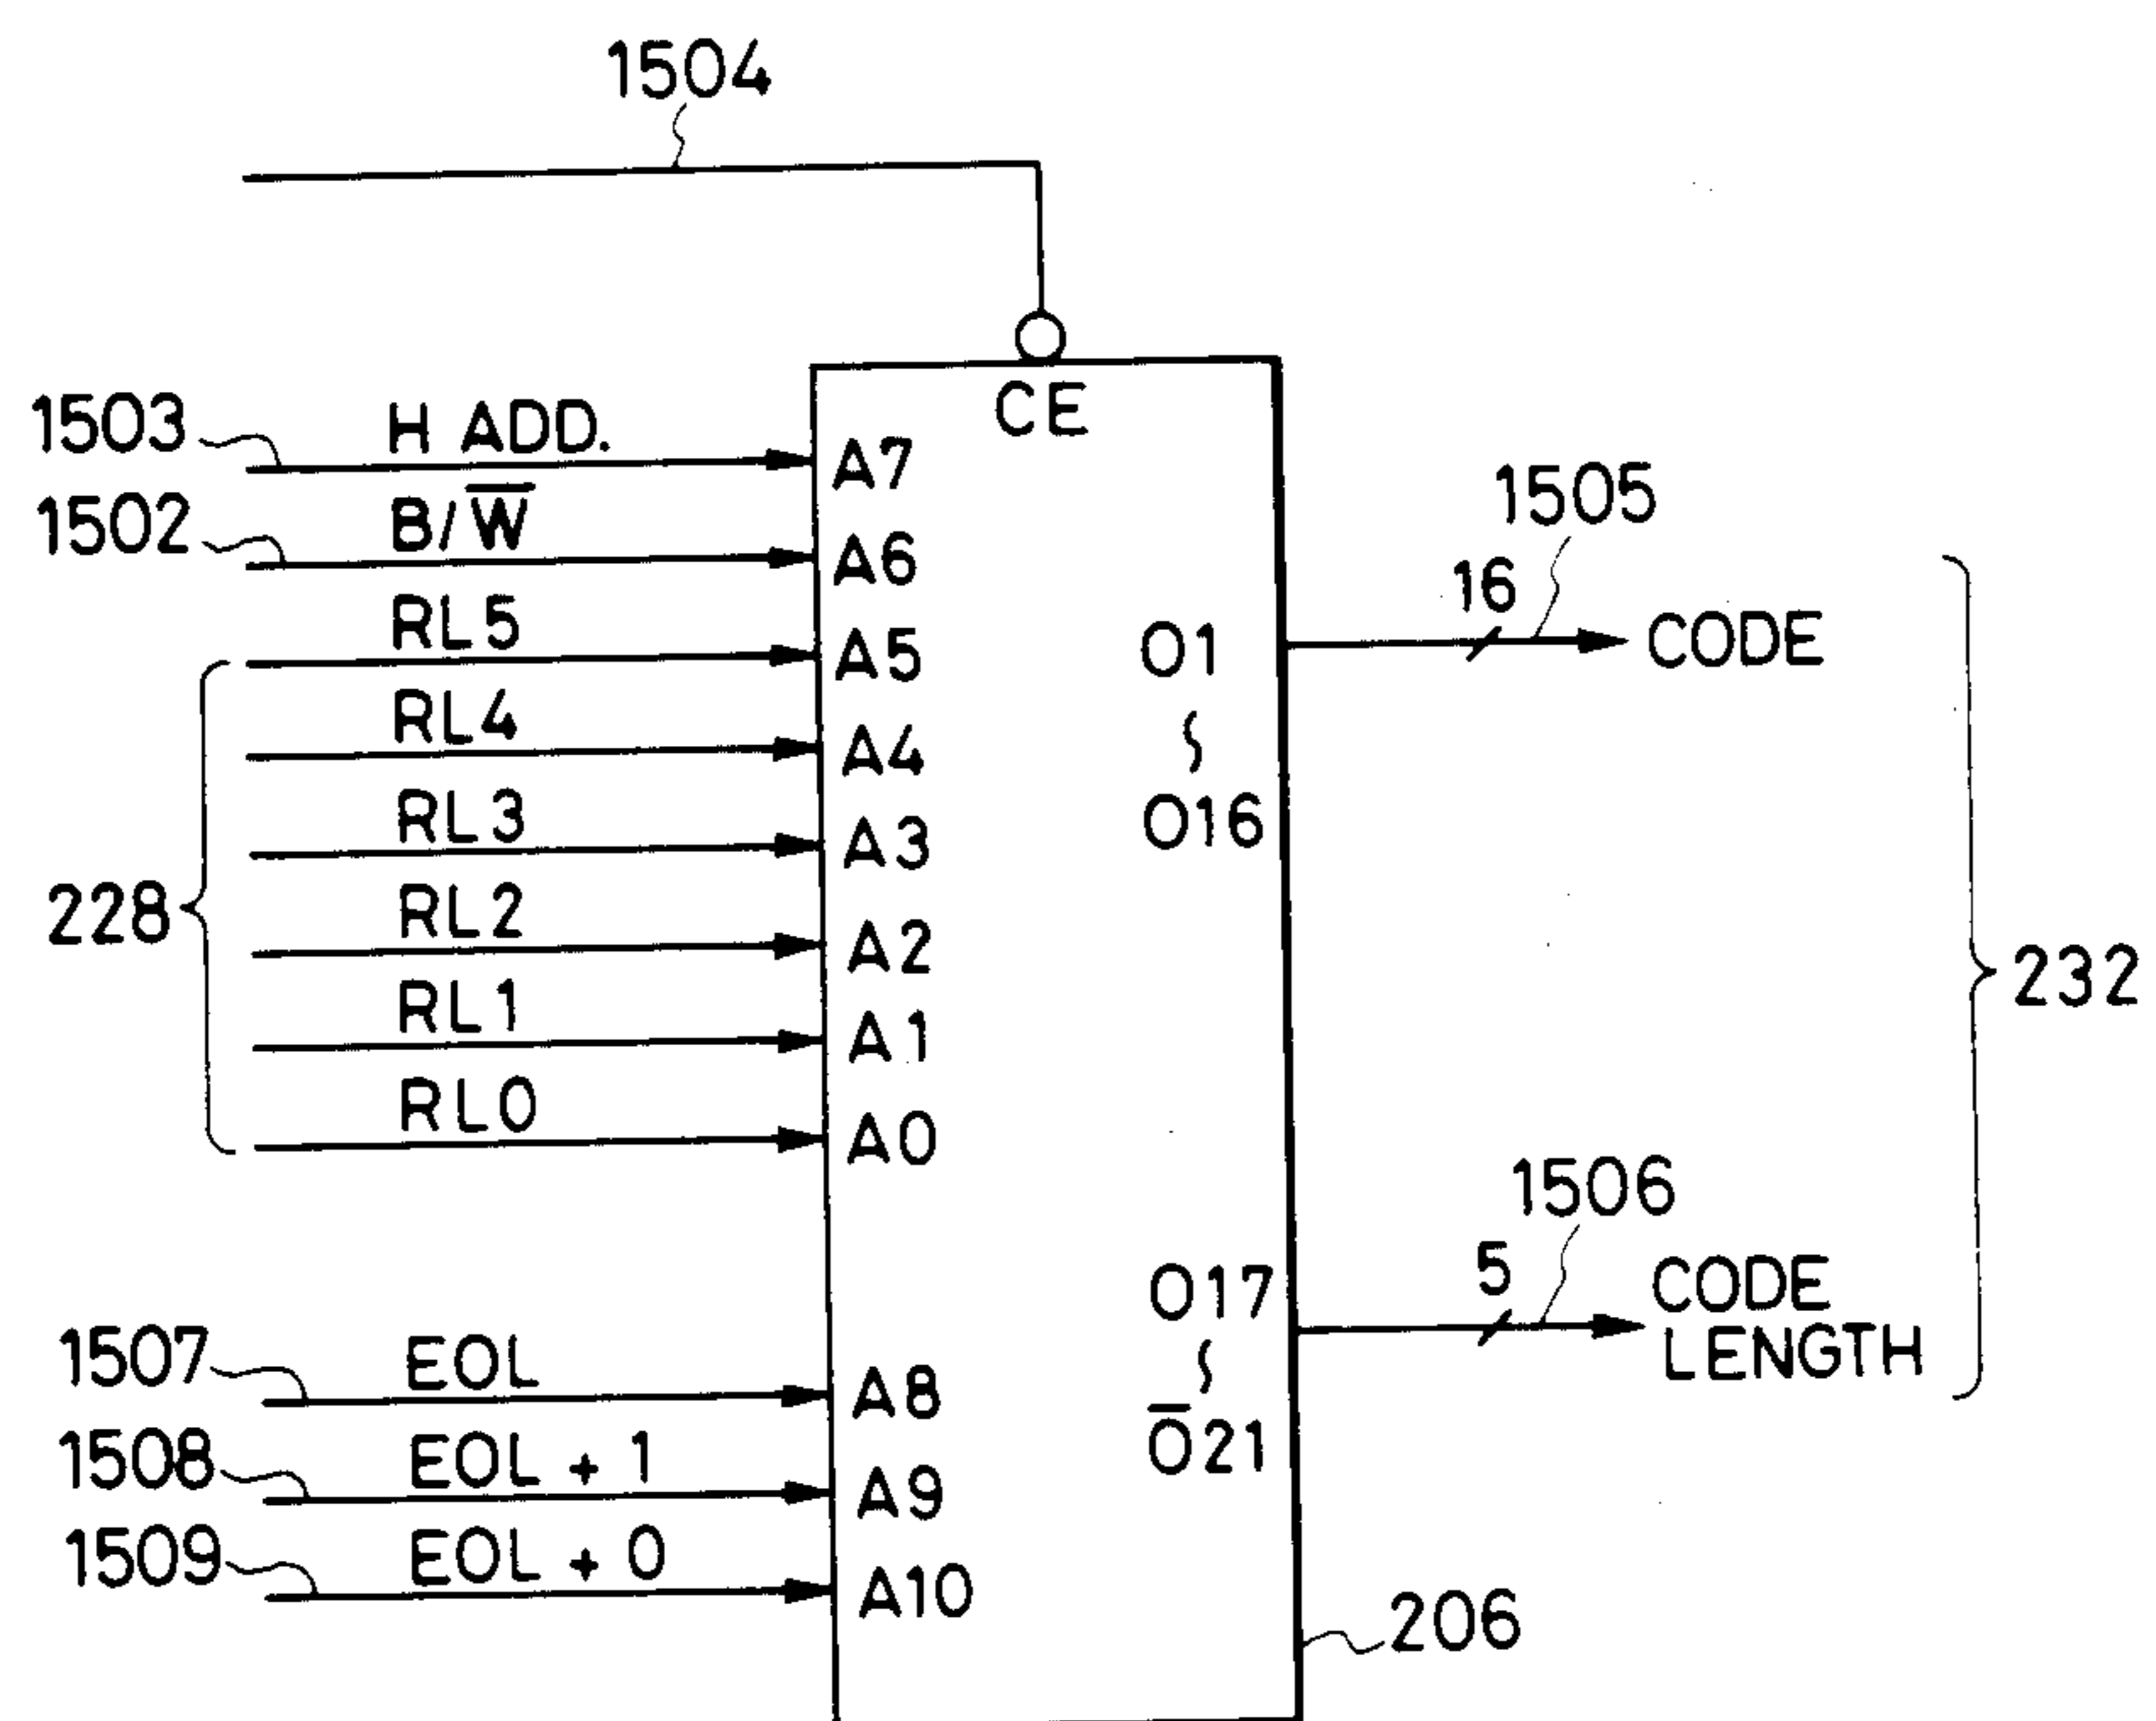 1504
CE
1503 H ADD. A7
1502 B/W̅ A6
RL5 A5
RL4 A4
RL3 A3
228 RL2 A2
RL1 A1
RL0 A0
1507 EOL A8
1508 EOL + 1 A9
1509 EOL + 0 A10
O1
~
O16
1505
16 CODE
O17
~
O̅21
1506
5 CODE
LENGTH
232
206